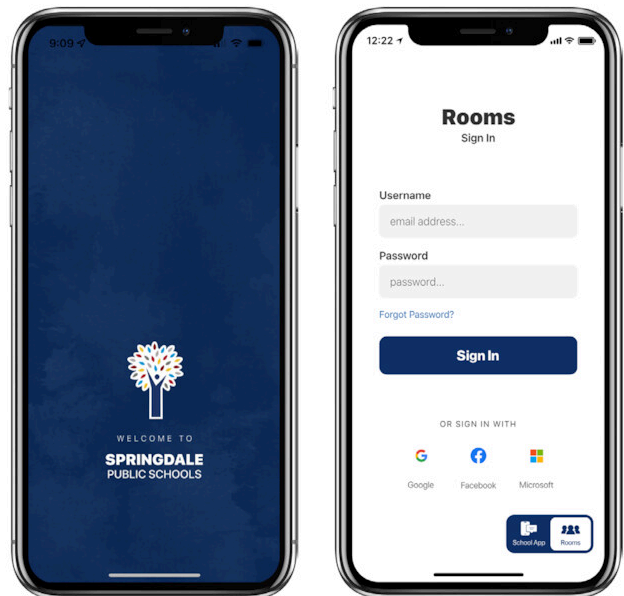 9:09
WELCOME TO
SPRINGDALE
PUBLIC SCHOOLS
12:22
Rooms
Sign In
Username
email address...
Password
password...
Forgot Password?
Sign In
OR SIGN IN WITH
Google Facebook Microsoft
School App Rooms